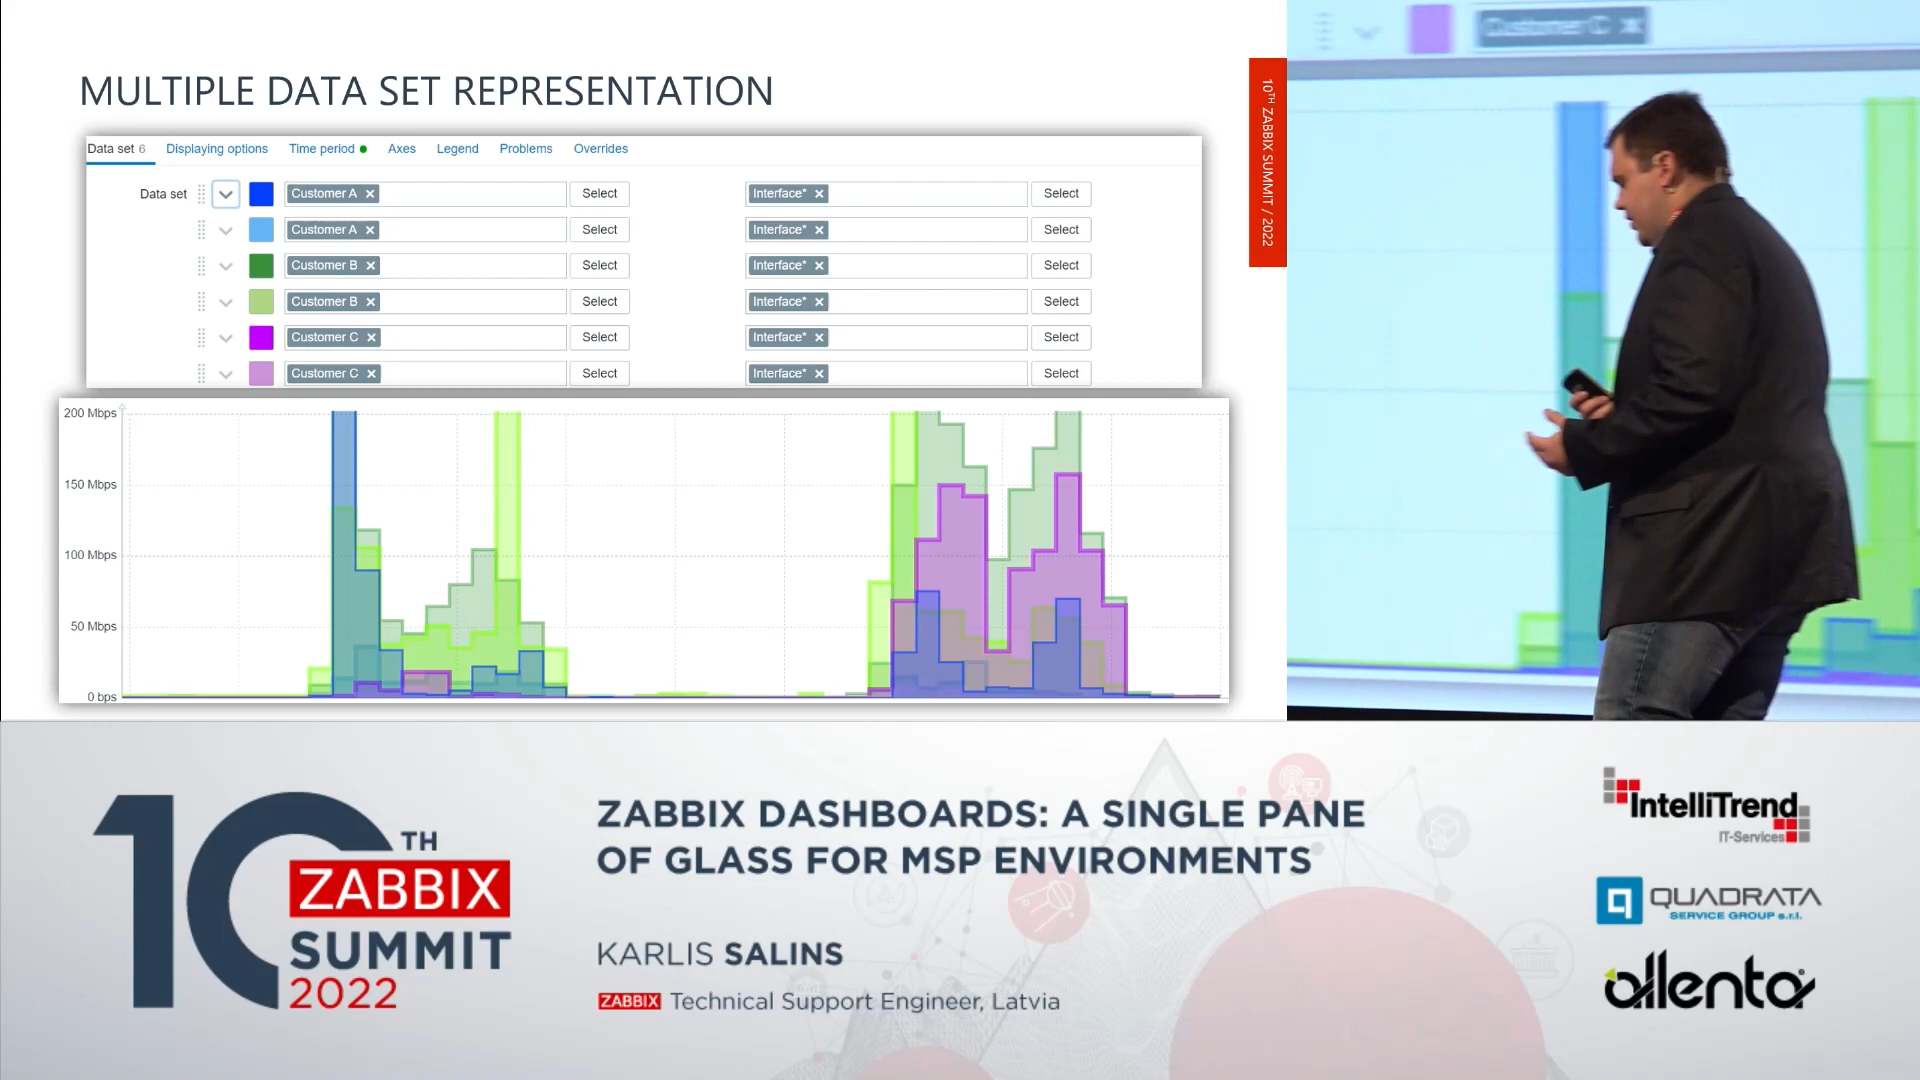 MULTIPLE DATA SET REPRESENTATION
Data set 6 Displaying options Time period Axes Legend Problems Overrides
Data set Customer A × Select Interface* × Select
Customer A × Select Interface* × Select
Customer B × Select Interface* × Select
Customer B × Select Interface* × Select
Customer C × Select Interface* × Select
Customer C × Select Interface* × Select
200 Mbps
150 Mbps
100 Mbps
50 Mbps
0 bps
10TH ZABBIX SUMMIT / 2022
Customer C ×
10TH
ZABBIX
SUMMIT
2022
ZABBIX DASHBOARDS: A SINGLE PANE
OF GLASS FOR MSP ENVIRONMENTS
KARLIS SALINS
ZABBIX Technical Support Engineer, Latvia
IntelliTrend
IT-Services
QUADRATA
SERVICE GROUP s.r.l.
allenta